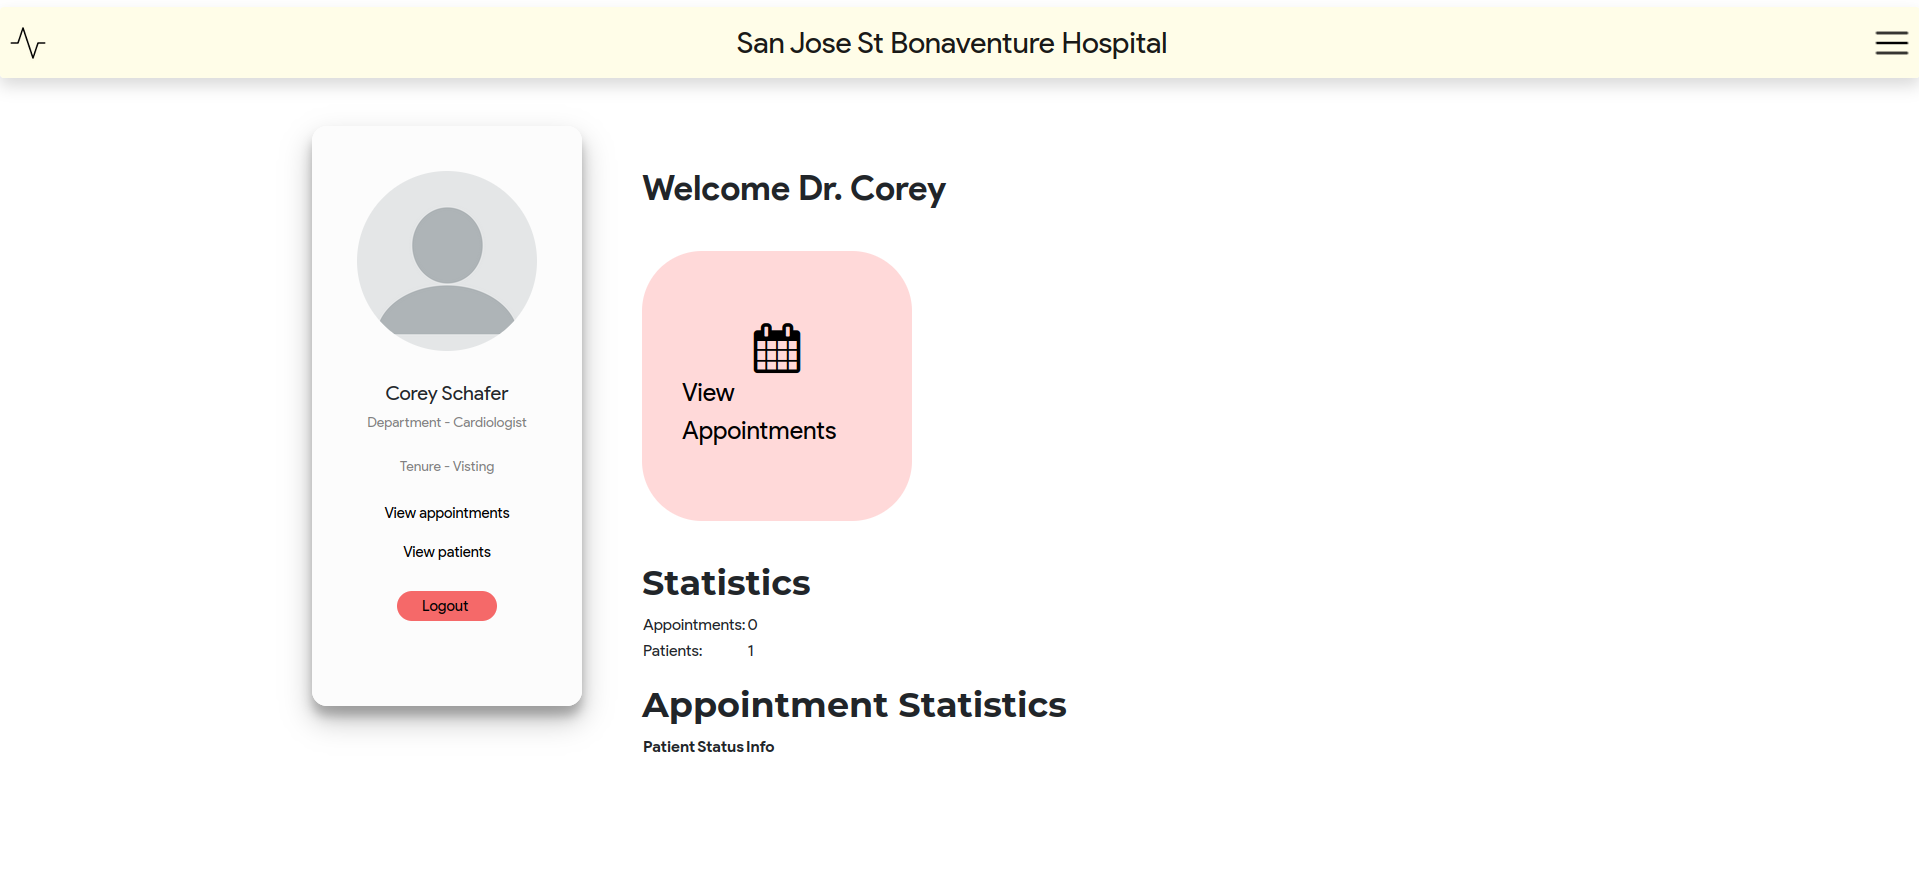 San Jose St Bonaventure Hospital
Corey Schafer
Department - Cardiologist
Tenure - Visting
View appointments
View patients
Logout
Welcome Dr. Corey
View
Appointments
Statistics
Appointments: 0
Patients: 1
Appointment Statistics
Patient Status Info